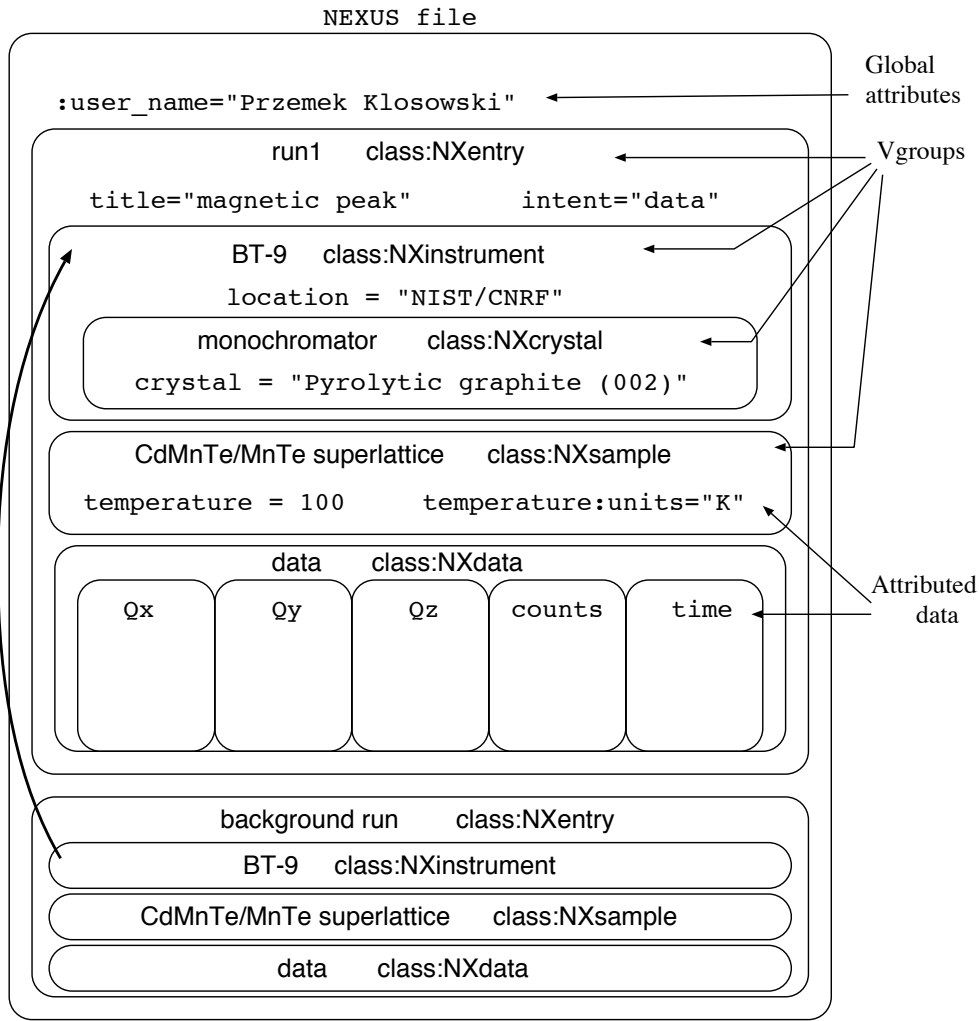 NEXUS file
Global
attributes
:user_name="Przemek Klosowski"
Vgroups
run1 class:NXentry
title="magnetic peak" intent="data"
BT-9 class:NXinstrument
location = "NIST/CNRF"
monochromator class:NXcrystal
crystal = "Pyrolytic graphite (002)"
CdMnTe/MnTe superlattice class:NXsample
temperature = 100 temperature:units="K"
data class:NXdata
Attributed
data
Qx Qy Qz counts time
background run class:NXentry
BT-9 class:NXinstrument
CdMnTe/MnTe superlattice class:NXsample
data class:NXdata